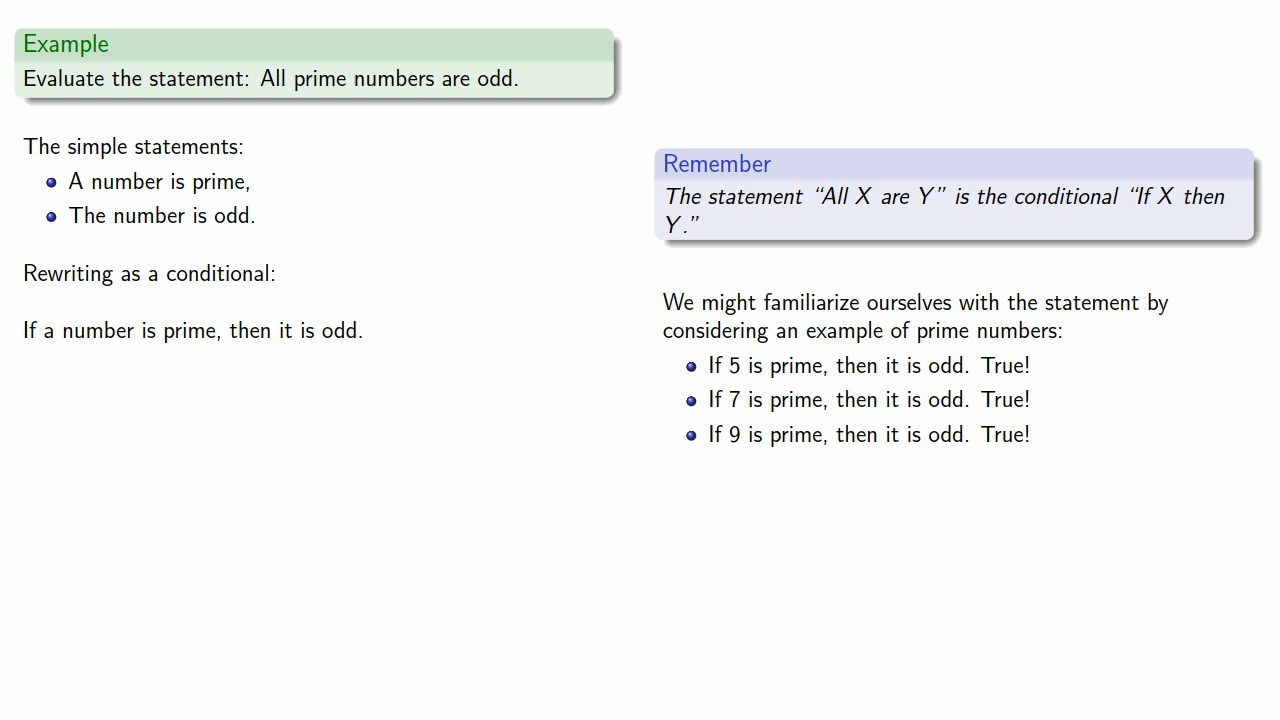 Example
Evaluate the statement: All prime numbers are odd.
The simple statements:
A number is prime,
The number is odd.
Rewriting as a conditional:
If a number is prime, then it is odd.
Remember
The statement “All X are Y” is the conditional “If X then
Y.”
We might familiarize ourselves with the statement by
considering an example of prime numbers:
If 5 is prime, then it is odd. True!
If 7 is prime, then it is odd. True!
If 9 is prime, then it is odd. True!